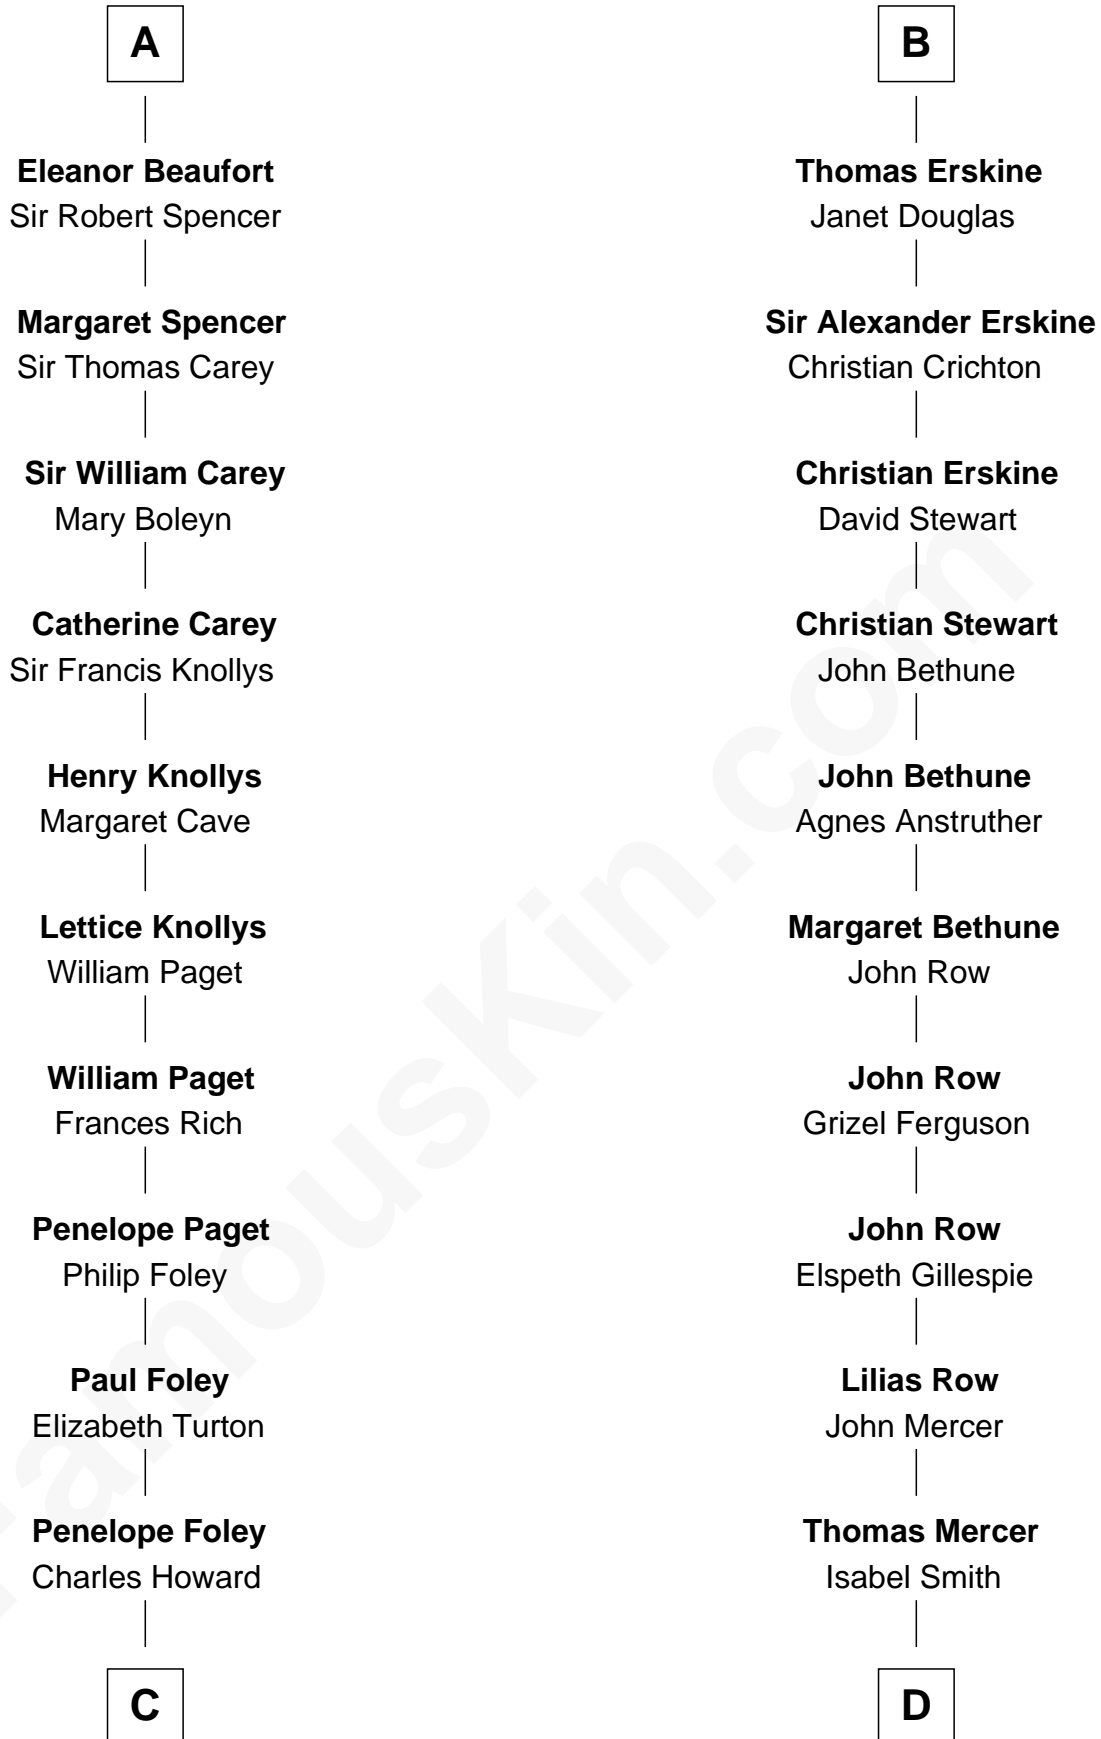 A
Eleanor Beaufort
Sir Robert Spencer
Margaret Spencer
Sir Thomas Carey
Sir William Carey
Mary Boleyn
Catherine Carey
Sir Francis Knollys
Henry Knollys
Margaret Cave
Lettice Knollys
William Paget
William Paget
Frances Rich
Penelope Paget
Philip Foley
Paul Foley
Elizabeth Turton
Penelope Foley
Charles Howard
C
B
Thomas Erskine
Janet Douglas
Sir Alexander Erskine
Christian Crichton
Christian Erskine
David Stewart
Christian Stewart
John Bethune
John Bethune
Agnes Anstruther
Margaret Bethune
John Row
John Row
Grizel Ferguson
John Row
Elspeth Gillespie
Lilias Row
John Mercer
Thomas Mercer
Isabel Smith
D
FamousKin.com